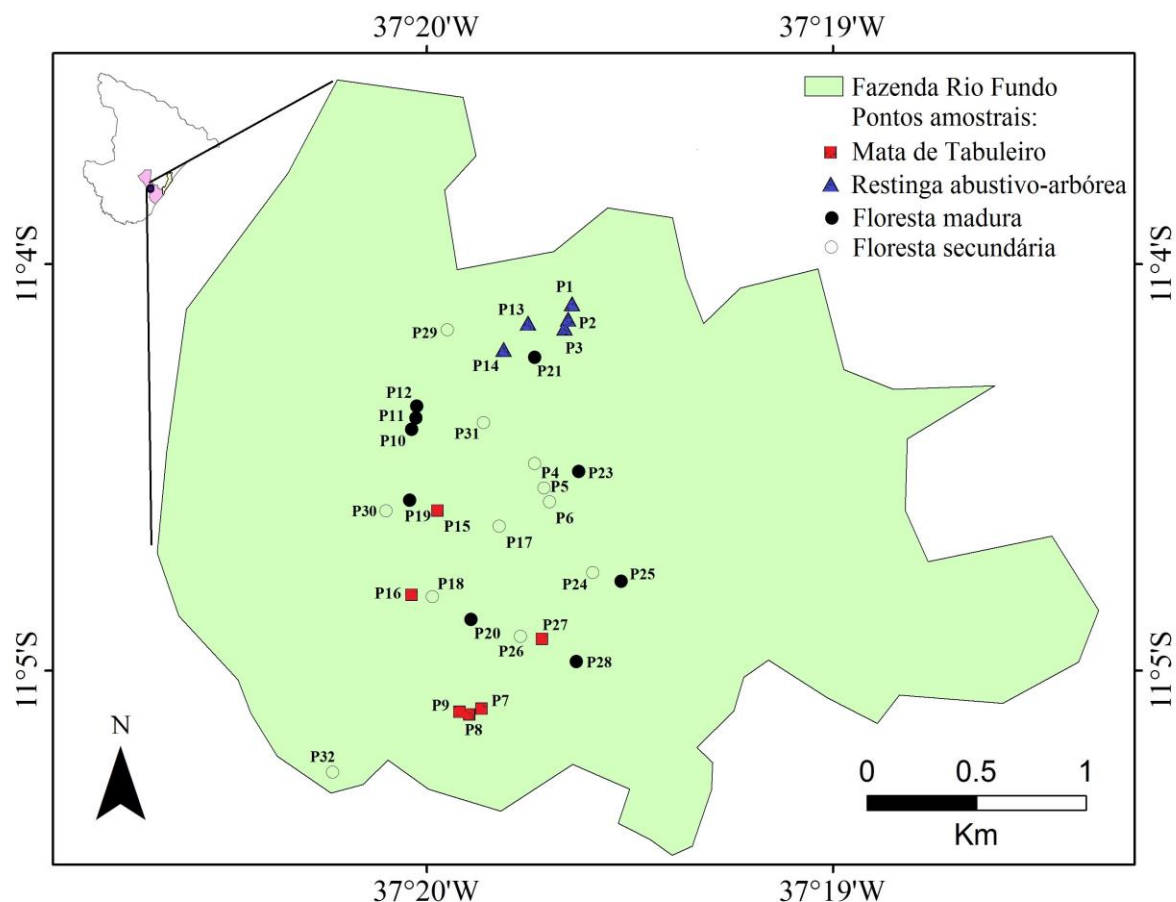 37°20'W
37°19'W
Fazenda Rio Fundo
Pontos amostrais:
Mata de Tabuleiro
Restinga abustivo-arbórea
Floresta madura
Floresta secundária
11°4'S
11°4'S
P1
P13
P2
P29
P3
P14
P21
P12
P11
P31
P10
P4
P23
P5
P30
P19
P15
P6
P17
P18
P24
P25
P16
P27
P20
P26
P28
11°5'S
11°5'S
P9
P7
P8
N
P32
0
0.5
1
Km
37°20'W
37°19'W